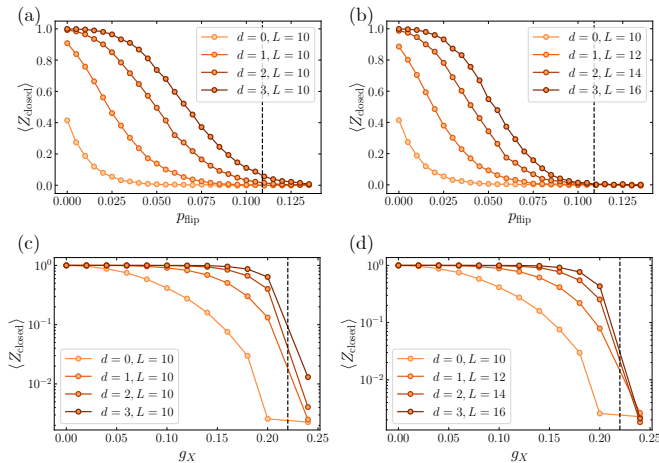 (a)
⟨Z_closed⟩
1.0
0.8
0.6
0.4
0.2
0.0
d = 0, L = 10
d = 1, L = 10
d = 2, L = 10
d = 3, L = 10
0.000 0.025 0.050 0.075 0.100 0.125
p_flip
(b)
⟨Z_closed⟩
1.0
0.8
0.6
0.4
0.2
0.0
d = 0, L = 10
d = 1, L = 12
d = 2, L = 14
d = 3, L = 16
0.000 0.025 0.050 0.075 0.100 0.125
p_flip
(c)
⟨Z_closed⟩
10^0
10^−1
10^−2
d = 0, L = 10
d = 1, L = 10
d = 2, L = 10
d = 3, L = 10
0.00 0.05 0.10 0.15 0.20 0.25
g_X
(d)
⟨Z_closed⟩
10^0
10^−1
10^−2
d = 0, L = 10
d = 1, L = 12
d = 2, L = 14
d = 3, L = 16
0.00 0.05 0.10 0.15 0.20 0.25
g_X